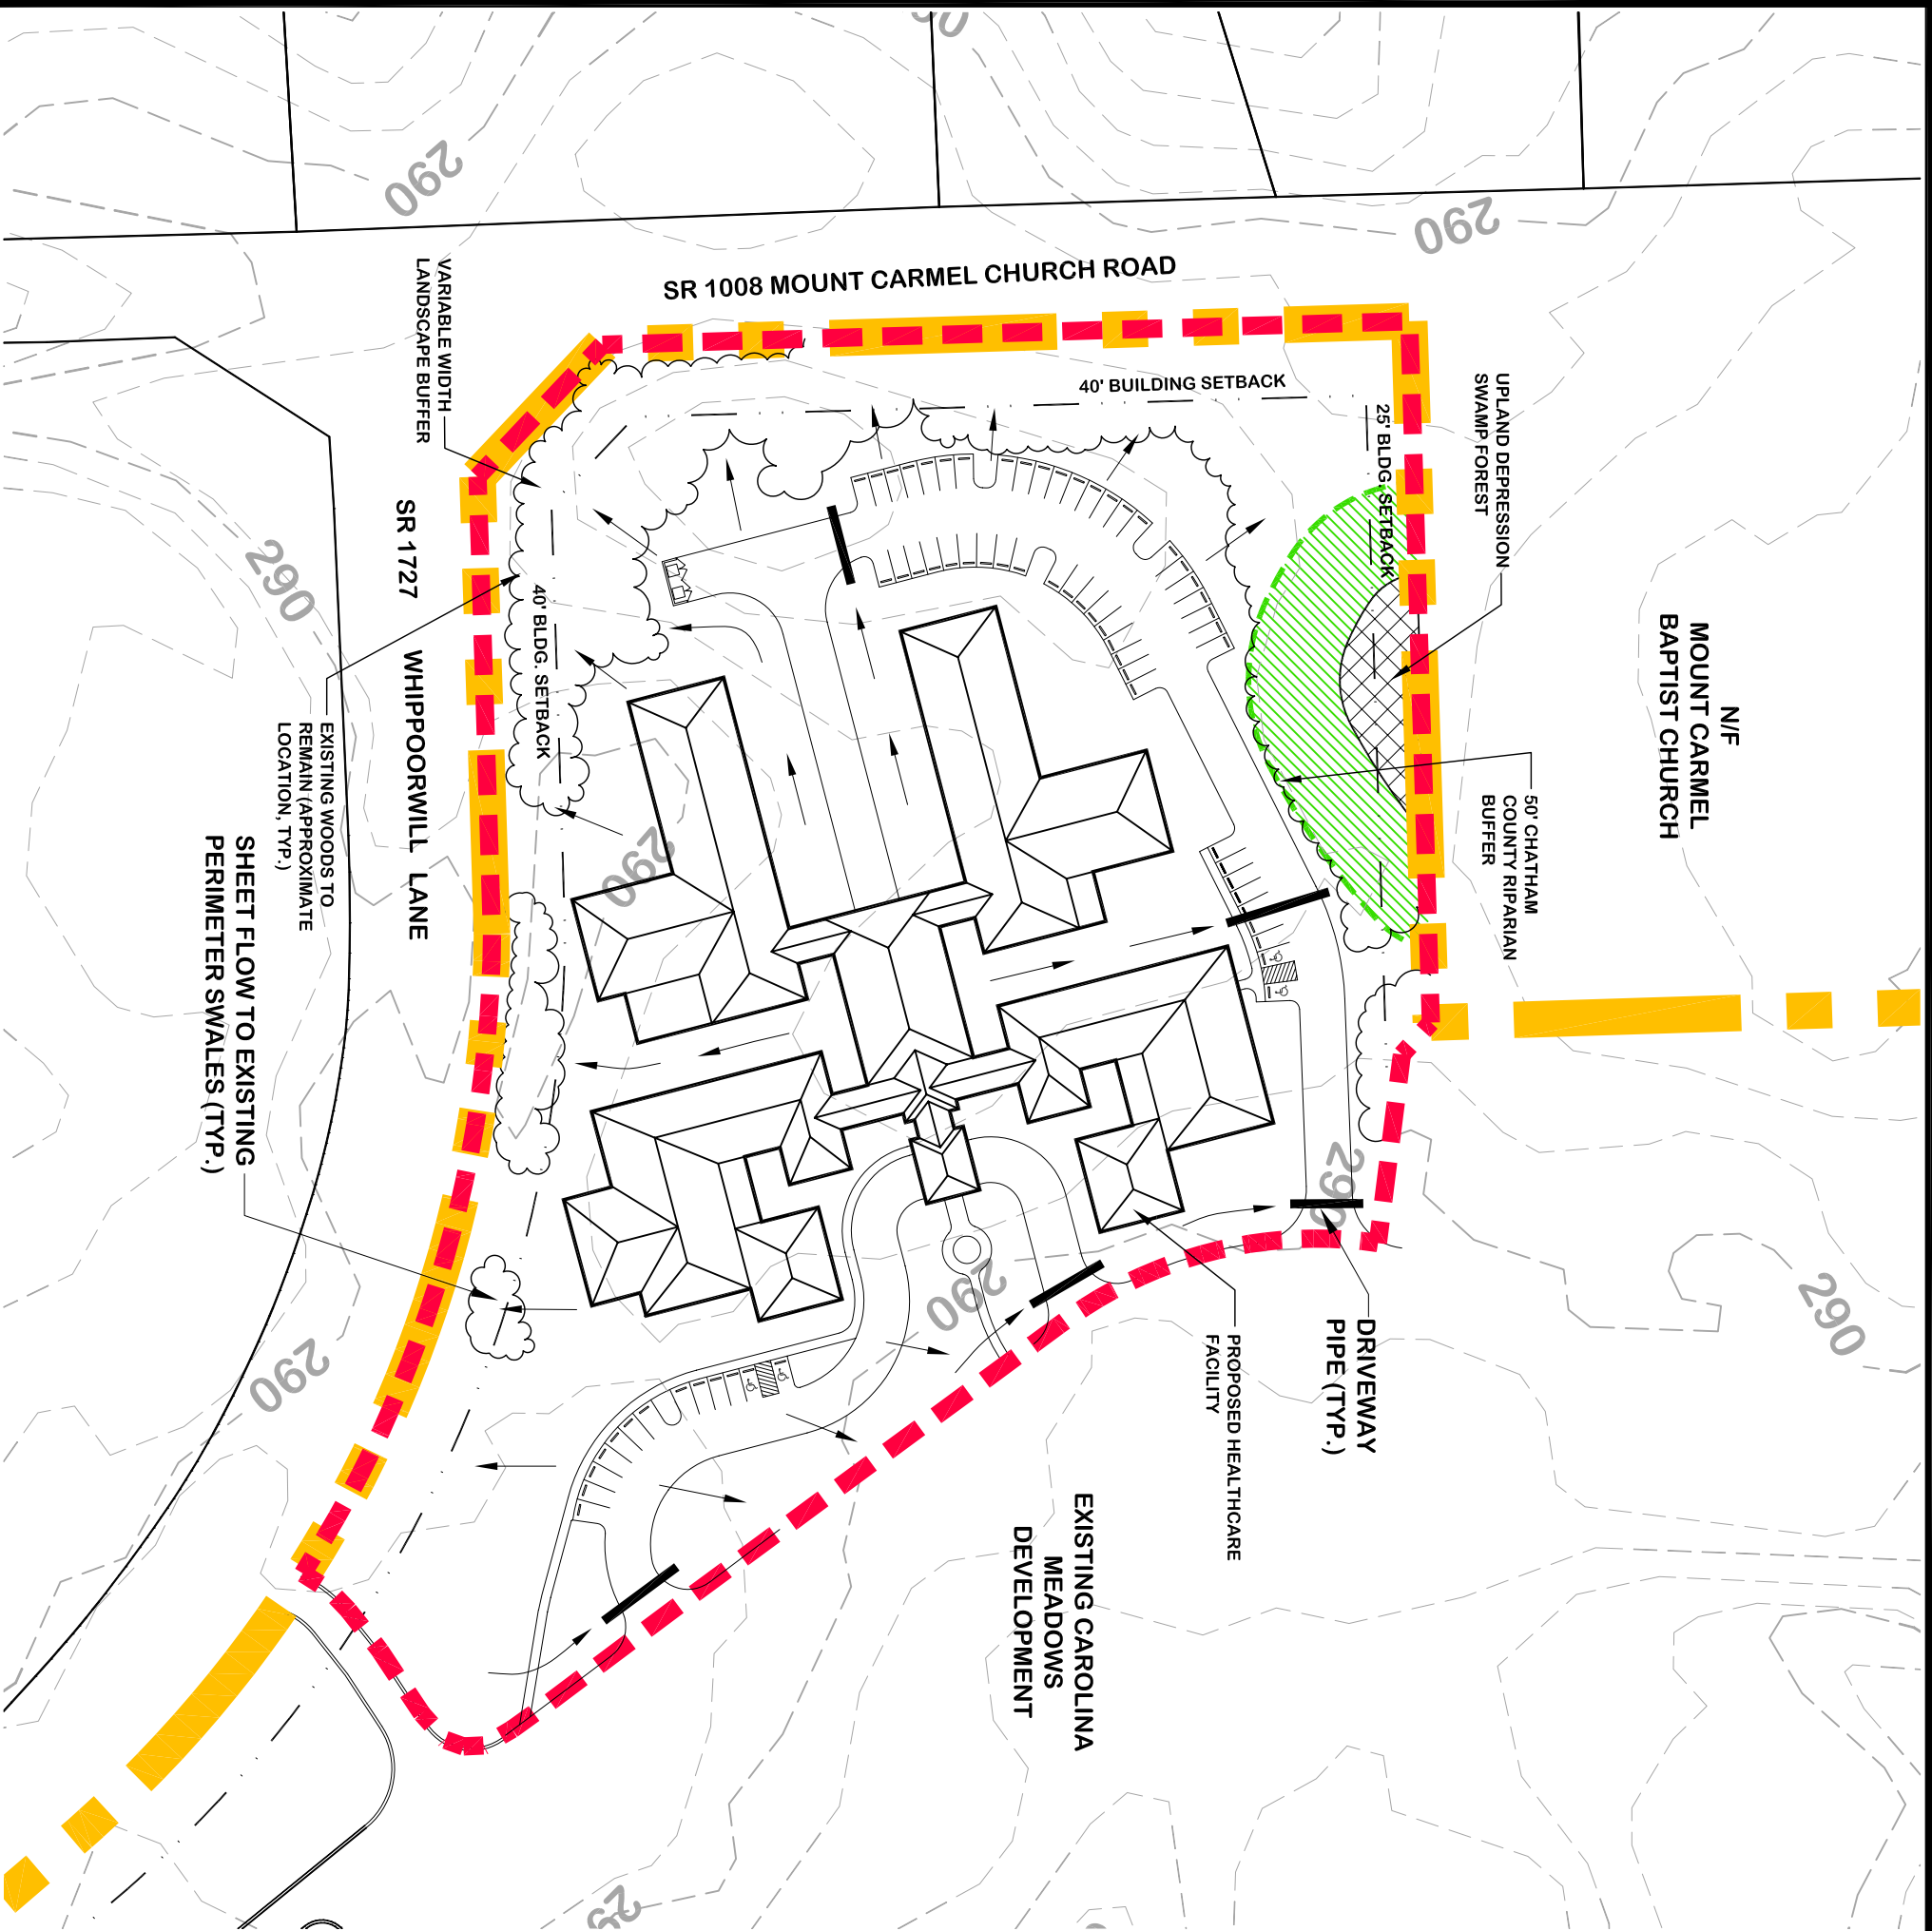 290
290
SR 1008 MOUNT CARMEL CHURCH ROAD
VARIABLE WIDTH
LANDSCAPE BUFFER
40' BUILDING SETBACK
25' BLDG. SETBACK
UPLAND DEPRESSION
SWAMP FOREST
N/F
MOUNT CARMEL
BAPTIST CHURCH
50' CHATHAM
COUNTY RIPARIAN
BUFFER
SR 1727 WHIPPOORWILL LANE
40' BLDG. SETBACK
290
290
EXISTING WOODS TO
REMAIN (APPROXIMATE
LOCATION, TYP.)
SHEET FLOW TO EXISTING
PERIMETER SWALES (TYP.)
290
290
290
290
DRIVEWAY
PIPE (TYP.)
PROPOSED HEALTHCARE
FACILITY
EXISTING CAROLINA
MEADOWS
DEVELOPMENT